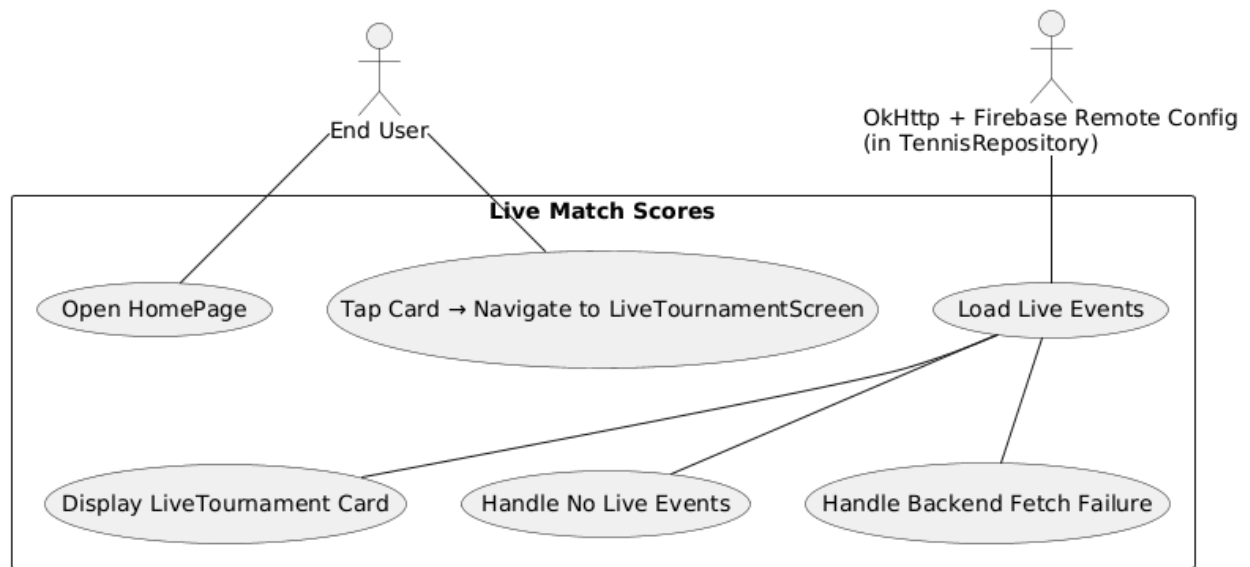 End User
OkHttp + Firebase Remote Config
(in TennisRepository)
Live Match Scores
Open HomePage
Tap Card → Navigate to LiveTournamentScreen
Load Live Events
Display LiveTournament Card
Handle No Live Events
Handle Backend Fetch Failure